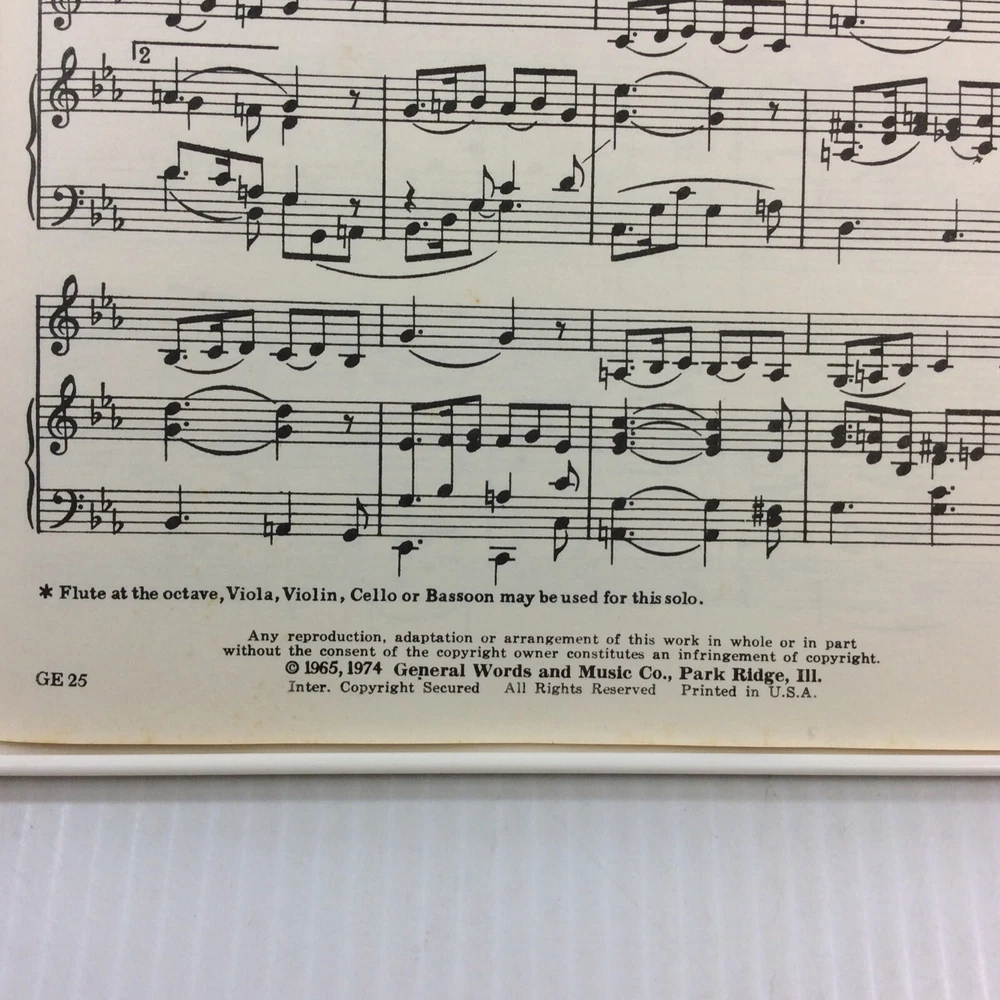 2
* Flute at the octave, Viola, Violin, Cello or Bassoon may be used for this solo.
Any reproduction, adaptation or arrangement of this work in whole or in part
without the consent of the copyright owner constitutes an infringement of copyright.
© 1965, 1974 General Words and Music Co., Park Ridge, Ill.
GE 25
Inter. Copyright Secured All Rights Reserved Printed in U.S.A.